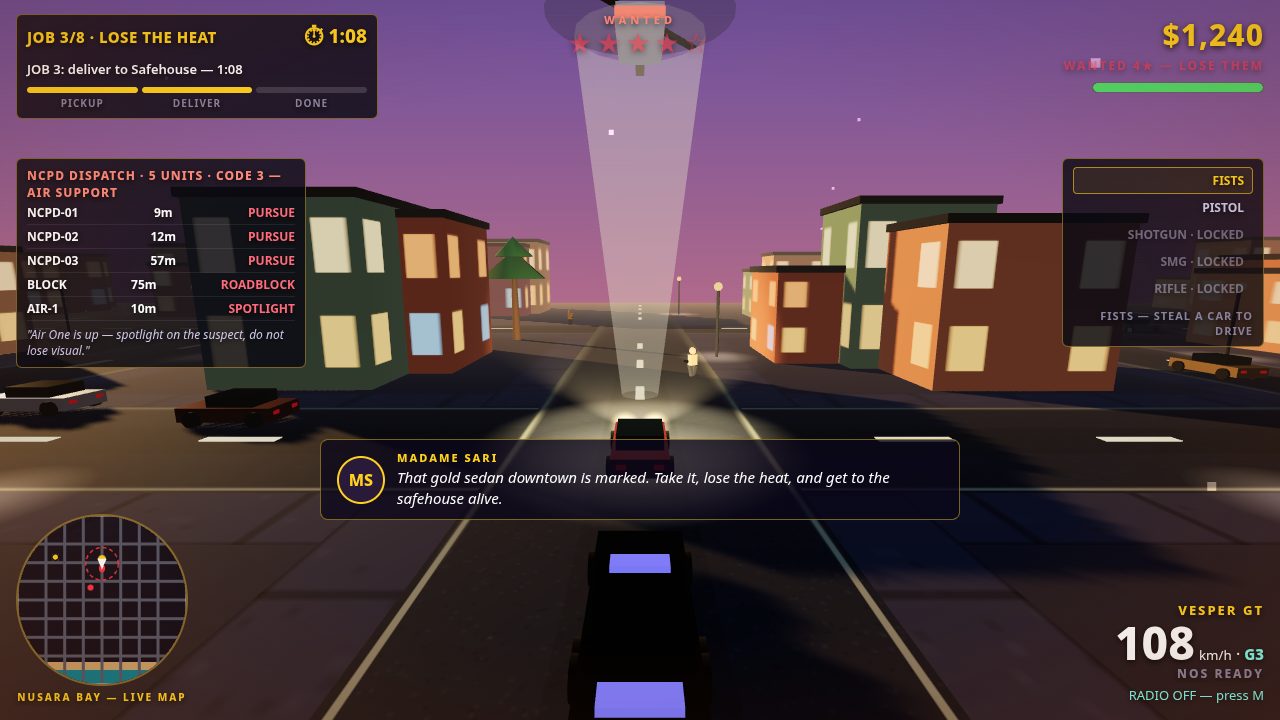 JOB 3/8 · LOSE THE HEAT
⏱ 1:08
JOB 3: deliver to Safehouse — 1:08
PICKUP DELIVER DONE
WANTED
★ ★ ★ ★ ☆
$1,240
WANTED 4★ — LOSE THEM
NCPD DISPATCH · 5 UNITS · CODE 3 —
AIR SUPPORT
NCPD-01 9m PURSUE
NCPD-02 12m PURSUE
NCPD-03 57m PURSUE
BLOCK 75m ROADBLOCK
AIR-1 10m SPOTLIGHT
"Air One is up — spotlight on the suspect, do not
lose visual."
FISTS
PISTOL
SHOTGUN · LOCKED
SMG · LOCKED
RIFLE · LOCKED
FISTS — STEAL A CAR TO
DRIVE
MS
MADAME SARI
That gold sedan downtown is marked. Take it, lose the heat, and get to the
safehouse alive.
NUSARA BAY — LIVE MAP
VESPER GT
108 km/h · G3
NOS READY
RADIO OFF — press M